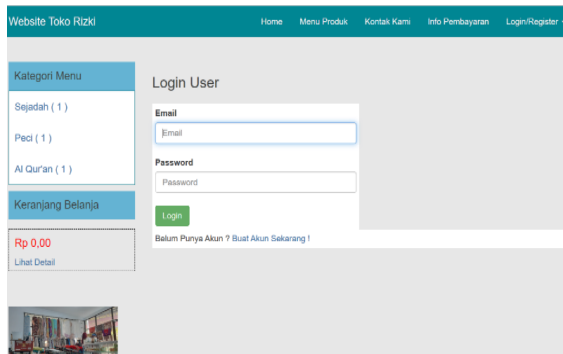 Website Toko Rizki
Home Menu Produk Kontak Kami Info Pembayaran Login/Register
Kategori Menu
Sejadah ( 1 )
Peci ( 1 )
Al Qur'an ( 1 )
Keranjang Belanja
Rp 0,00
Lihat Detail
Login User
Email
Email
Password
Password
Login
Belum Punya Akun ? Buat Akun Sekarang !